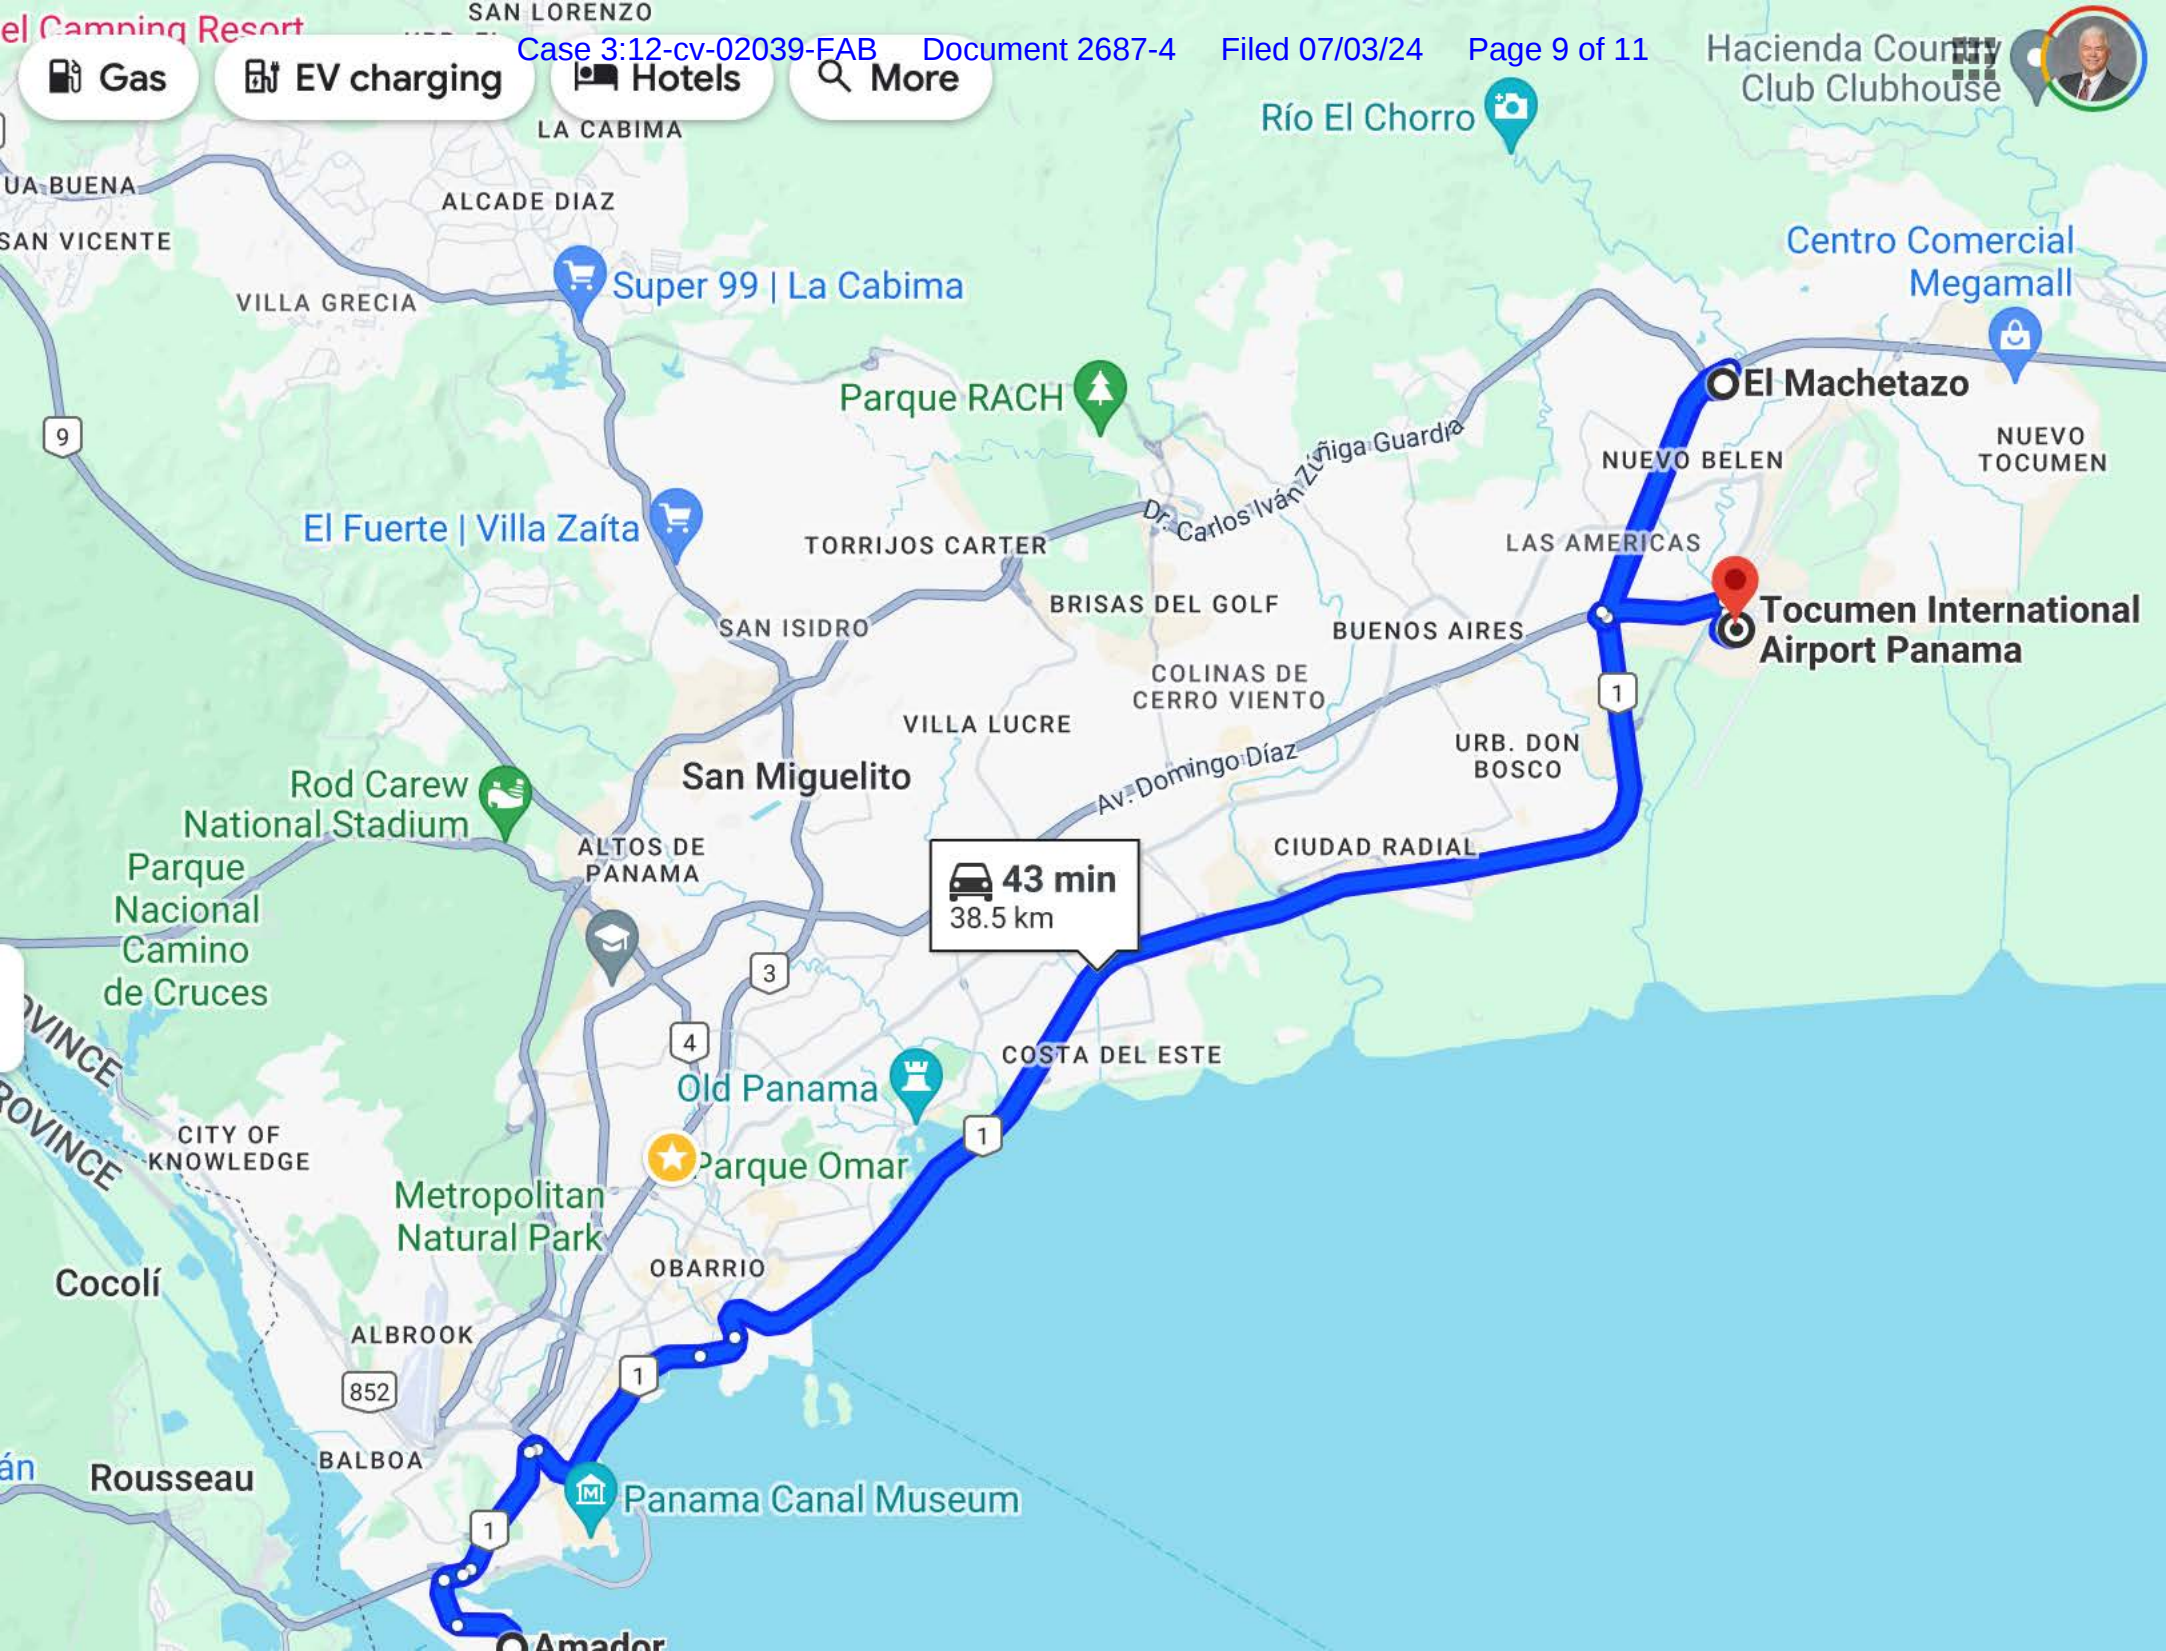 SAN LORENZO
el Camping Resort
Case 3:12-cv-02039-FAB Document 2687-4 Filed 07/03/24 Page 9 of 11
Gas
EV charging
Hotels
More
Hacienda Country
Club Clubhouse
Río El Chorro
LA CABIMA
UA BUENA
ALCADE DIAZ
SAN VICENTE
Centro Comercial
Megamall
Super 99 | La Cabima
VILLA GRECIA
Parque RACH
El Machetazo
9
Dr. Carlos Iván Zúñiga Guardia
NUEVO
TOCUMEN
NUEVO BELEN
El Fuerte | Villa Zaíta
TORRIJOS CARTER
LAS AMERICAS
BRISAS DEL GOLF
Tocumen International
Airport Panama
SAN ISIDRO
BUENOS AIRES
COLINAS DE
CERRO VIENTO
1
VILLA LUCRE
URB. DON
BOSCO
San Miguelito
Av. Domingo Díaz
Rod Carew
National Stadium
ALTOS DE
PANAMA
CIUDAD RADIAL
Parque
Nacional
Camino
de Cruces
43 min
38.5 km
3
4
OVINCE
ROVINCE
COSTA DEL ESTE
Old Panama
1
CITY OF
KNOWLEDGE
Parque Omar
Metropolitan
Natural Park
OBARRIO
Cocolí
ALBROOK
1
852
BALBOA
án
Rousseau
Panama Canal Museum
1
Amador